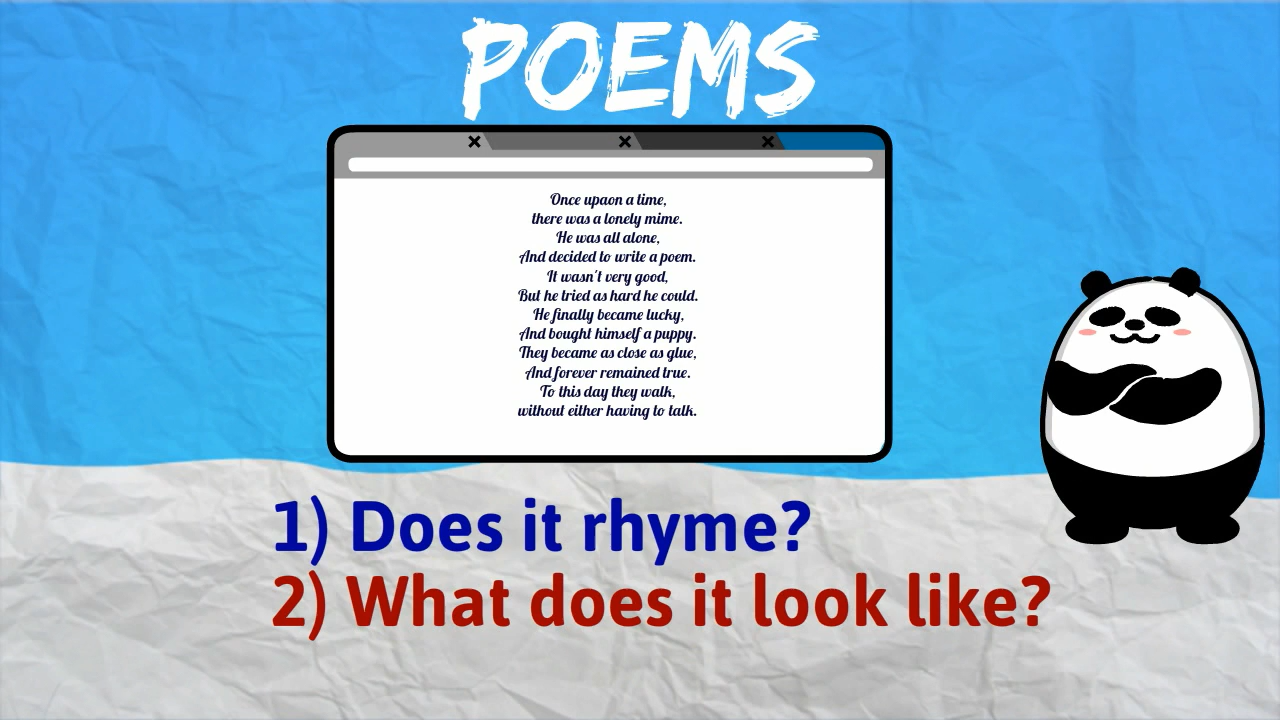 POEMS
Once upaon a time,
there was a lonely mime.
He was all alone,
And decided to write a poem.
It wasn't very good,
But he tried as hard he could.
He finally became lucky,
And bought himself a puppy.
They became as close as glue,
And forever remained true.
To this day they walk,
without either having to talk.
1) Does it rhyme?
2) What does it look like?